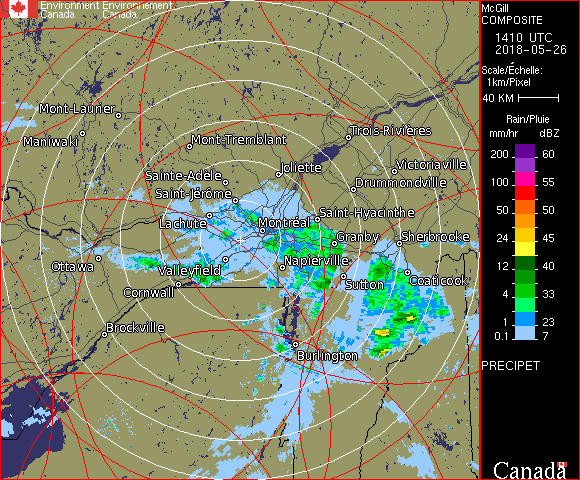 Environment Environnement
Canada Canada
McGill
COMPOSITE
1410 UTC
2018-05-26
Scale/Échelle:
1km/Pixel
40 KM
Rain/Pluie
mm/hr dBZ
200 60
100 55
50 50
24 45
12 40
4 33
1 23
0.1 7
PRECIPET
Canada
Mont-Laurier
Maniwaki
Mont-Tremblant
Trois-Rivières
Sainte-Adèle
Joliette
Victoriaville
Saint-Jérôme
Drummondville
Lachute
Montréal
Saint-Hyacinthe
Granby
Sherbrooke
Ottawa
Valleyfield
Napierville
Cornwall
Sutton
Coaticook
Brockville
Burlington